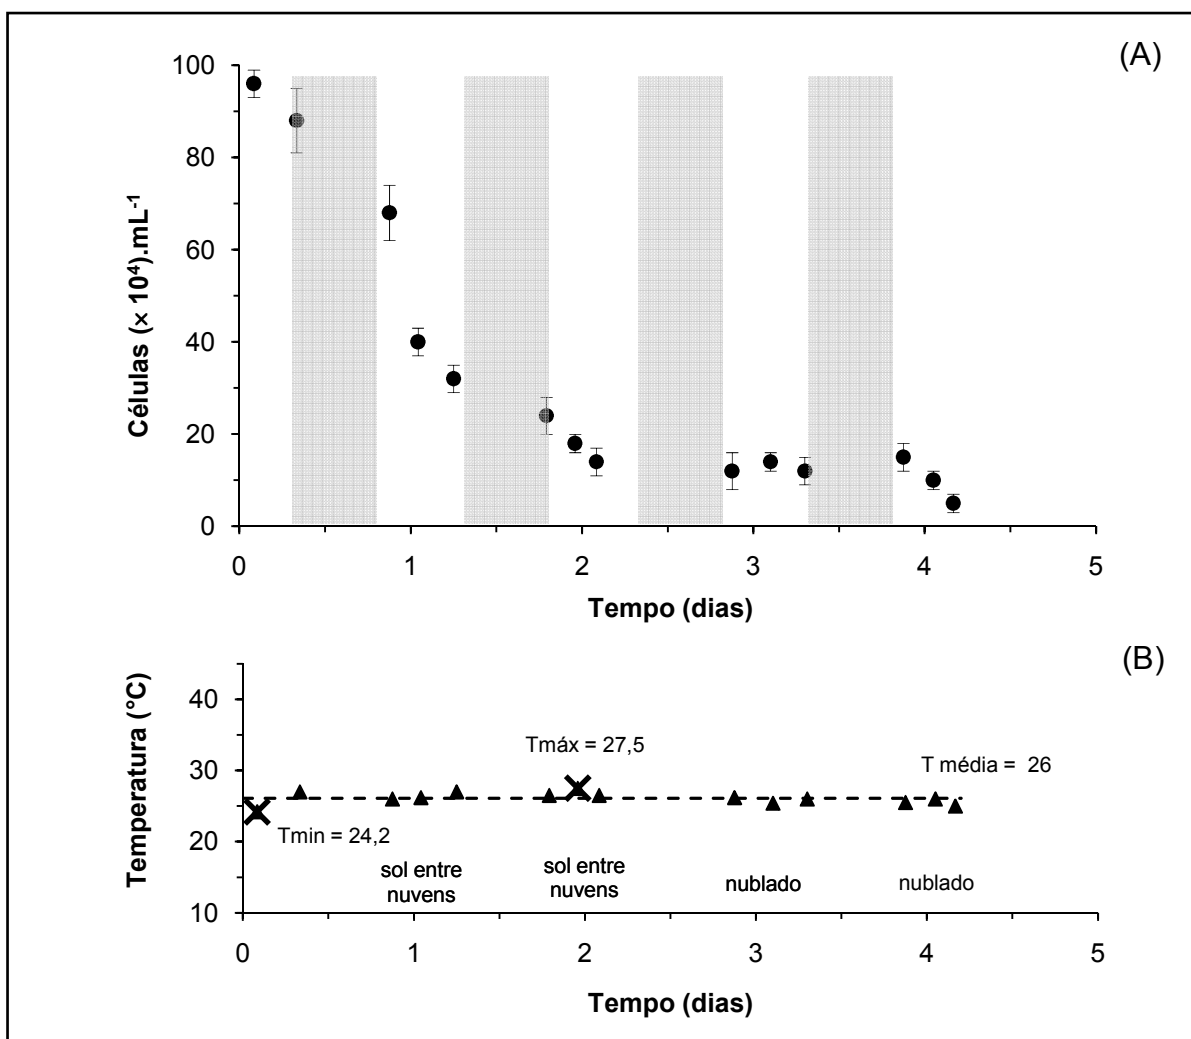 (A)
100
80
60
40
20
0
Células (× 10⁴).mL⁻¹
0 1 2 3 4 5
Tempo (dias)
(B)
40
30
20
10
Temperatura (°C)
Tmáx = 27,5
T média = 26
Tmin = 24,2
sol entre
nuvens
sol entre
nuvens
nublado
nublado
0 1 2 3 4 5
Tempo (dias)